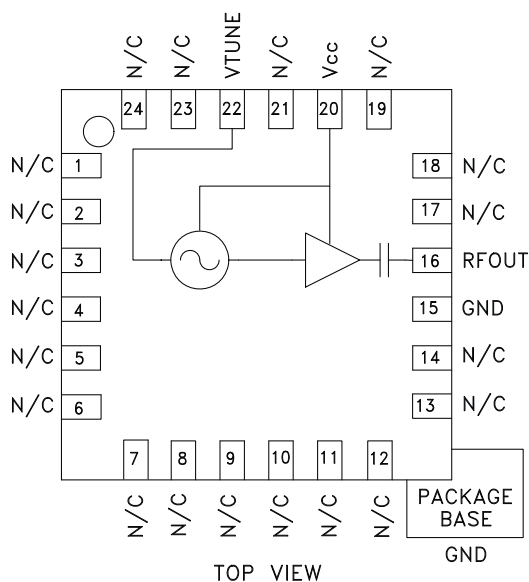 N/C
N/C
VTUNE
N/C
Vcc
N/C
24
23
22
21
20
19
N/C 1
18 N/C
N/C 2
17 N/C
N/C 3
16 RFOUT
N/C 4
15 GND
N/C 5
14 N/C
N/C 6
13 N/C
7
8
9
10
11
12
N/C
N/C
N/C
N/C
N/C
N/C
PACKAGE
BASE
GND
TOP VIEW